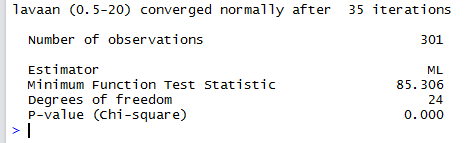 lavaan (0.5-20) converged normally after  35 iterations
Number of observations                           301
Estimator                                         ML
Minimum Function Test Statistic               85.306
Degrees of freedom                                24
P-value (Chi-square)                           0.000
>